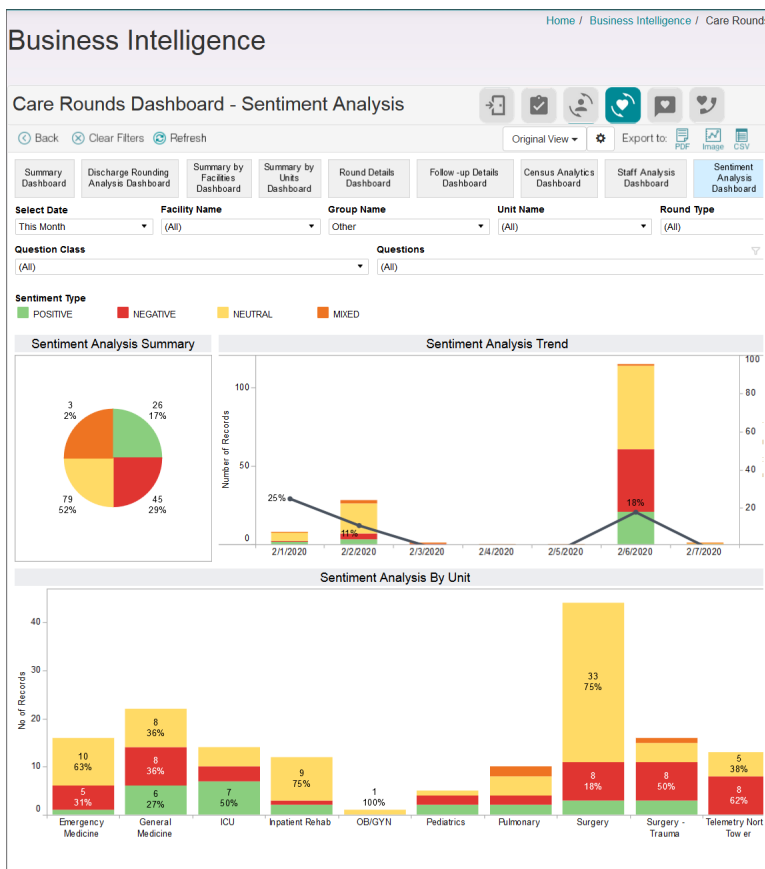 Home / Business Intelligence / Care Rounds
Business Intelligence
Care Rounds Dashboard - Sentiment Analysis
Back Clear Filters Refresh Original View Export to: PDF Image CSV
Summary Dashboard
Discharge Rounding Analysis Dashboard
Summary by Facilities Dashboard
Summary by Units Dashboard
Round Details Dashboard
Follow -up Details Dashboard
Census Analytics Dashboard
Staff Analysis Dashboard
Sentiment Analysis Dashboard
Select Date Facility Name Group Name Unit Name Round Type
This Month (All) Other (All) (All)
Question Class Questions
(All) (All)
Sentiment Type
POSITIVE NEGATIVE NEUTRAL MIXED
Sentiment Analysis Summary Sentiment Analysis Trend
3 2%
26 17%
79 52%
45 29%
Number of Records
100
50
0
100
80
60
40
20
25%
11%
18%
2/1/2020 2/2/2020 2/3/2020 2/4/2020 2/5/2020 2/6/2020 2/7/2020
Sentiment Analysis By Unit
No of Records
40
30
20
10
0
10 63%
5 31%
8 36%
8 36%
6 27%
7 50%
9 75%
1 100%
33 75%
8 18%
8 50%
5 38%
8 62%
Emergency Medicine
General Medicine
ICU
Inpatient Rehab
OB/GYN
Pediatrics
Pulmonary
Surgery
Surgery - Trauma
Telemetry Nort Tow er